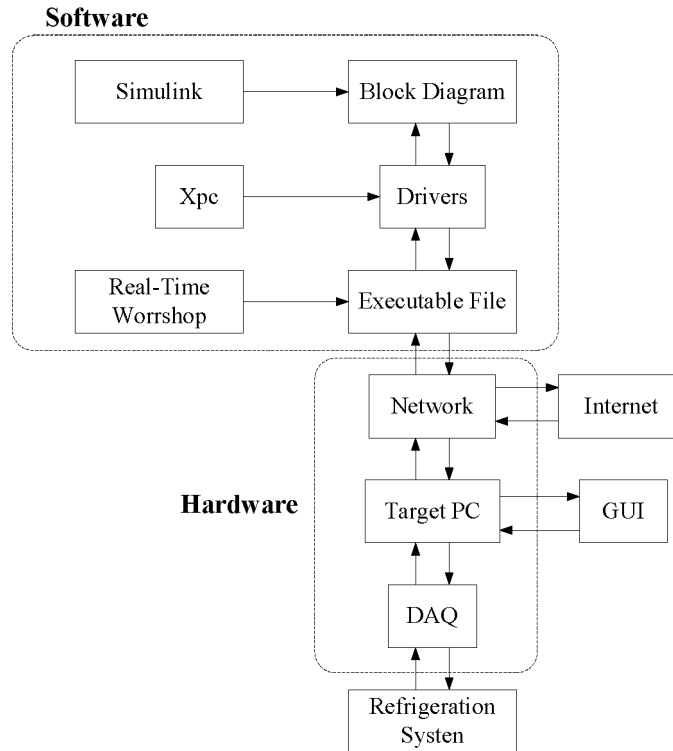 Software
Simulink
Block Diagram
Xpc
Drivers
Real-Time
Worrshop
Executable File
Network
Internet
Hardware
Target PC
GUI
DAQ
Refrigeration
Systen